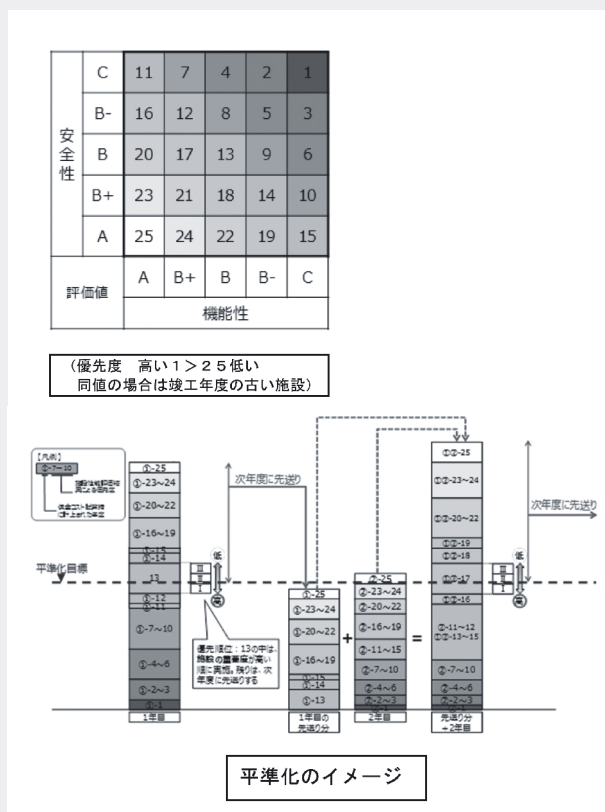 安全性
C 11 7 4 2 1
B- 16 12 8 5 3
B 20 17 13 9 6
B+ 23 21 18 14 10
A 25 24 22 19 15
評価値 A B+ B B- C
機能性
（優先度　高い１＞２５低い
同値の場合は竣工年度の古い施設）
【凡例】
①-7～10
平準化目標
①-25
①-23～24
①-20～22
①-16～19
①-15
①-14
13
①-12
①-11
①-7～10
①-4～6
①-2～3
①-1
1年目
低
Ⅲ
Ⅱ
Ⅰ
高
次年度に先送り
優先順位：13の中は、
施設の重要度が高い
順に実施。残りは、次
年度に先送りする
①-25
①-23～24
①-20～22
①-16～19
①-15
①-14
①-13
1年目の
先送り分
+
②-25
②-23～24
②-20～22
②-16～19
②-11～15
②-7～10
②-4～6
②-2～3
2年目
=
①②-25
①②-23～24
①②-20～22
①②-19
①②-18
①②-17
①②-16
②-11～12
①②-13～15
②-7～10
②-4～6
②-2～3
先送り分
+2年目
低
Ⅲ
Ⅱ
Ⅰ
高
次年度に先送り
平準化のイメージ